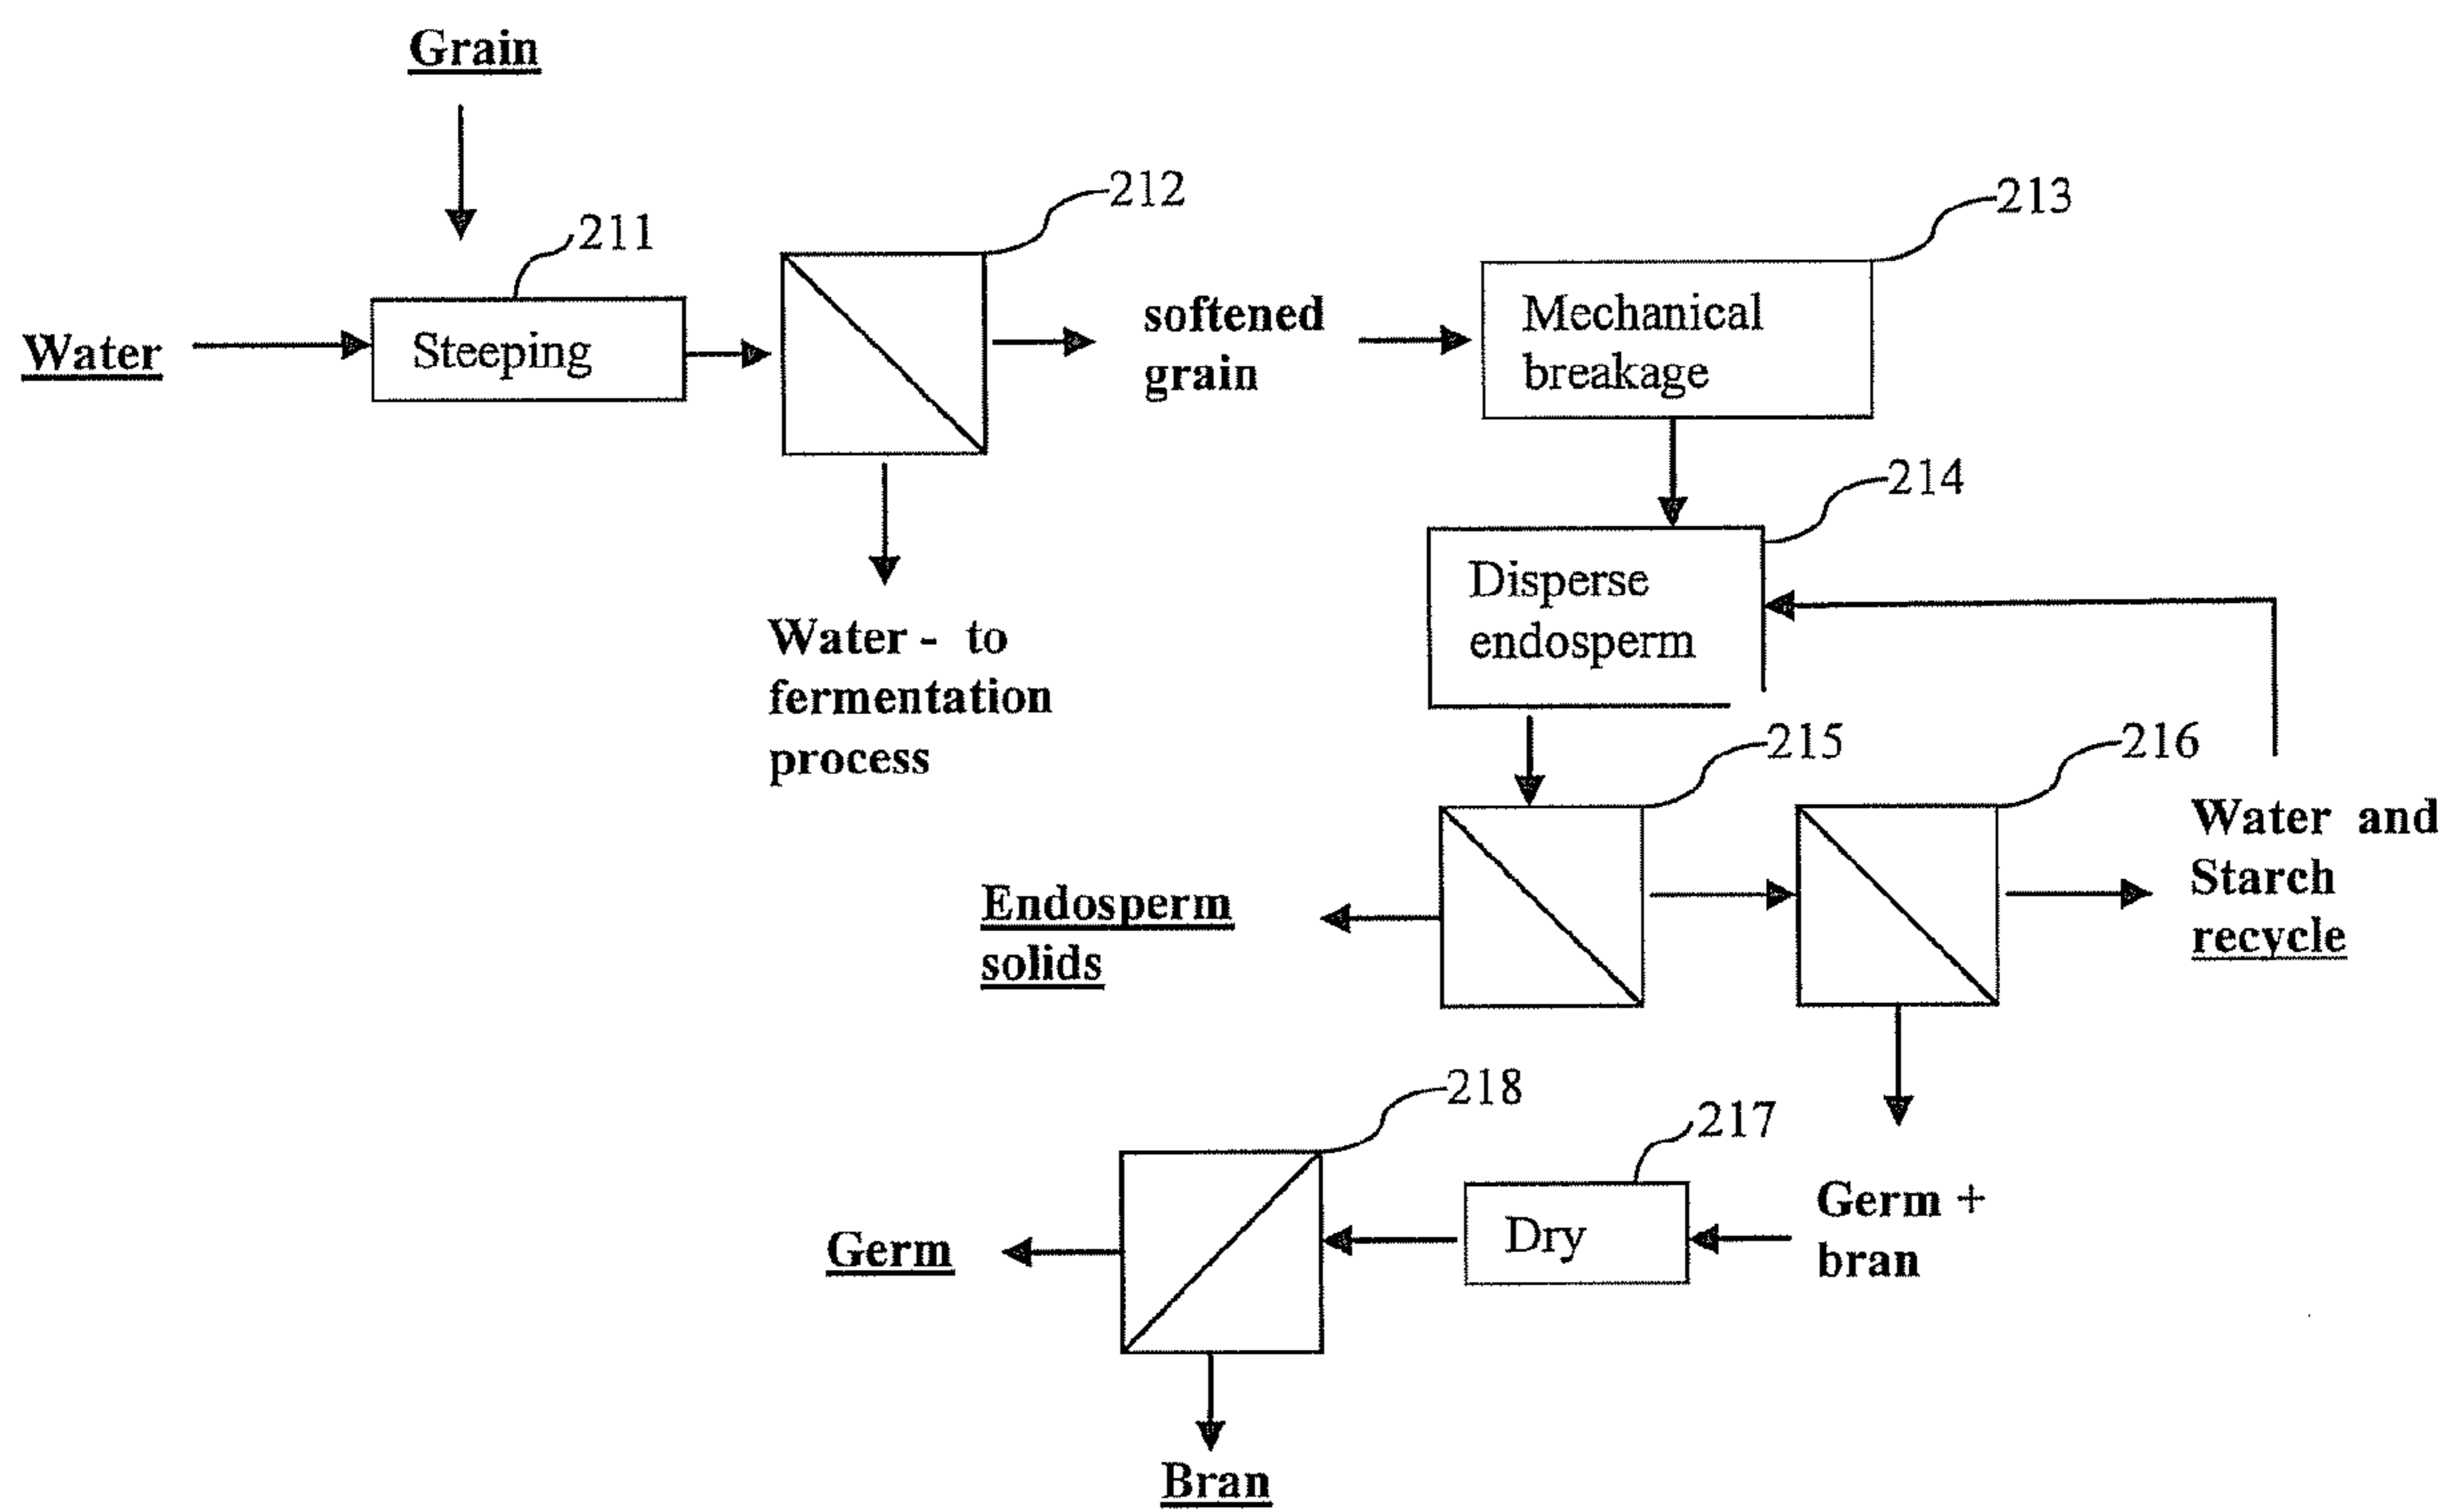 Grain
212
213
211
Water
Steeping
softened
grain
Mechanical
breakage
214
Disperse
endosperm
Water - to
fermentation
process
215
216
Water and
Starch
recycle
Endosperm
solids
218
217
Germ
Dry
Germ +
bran
Bran